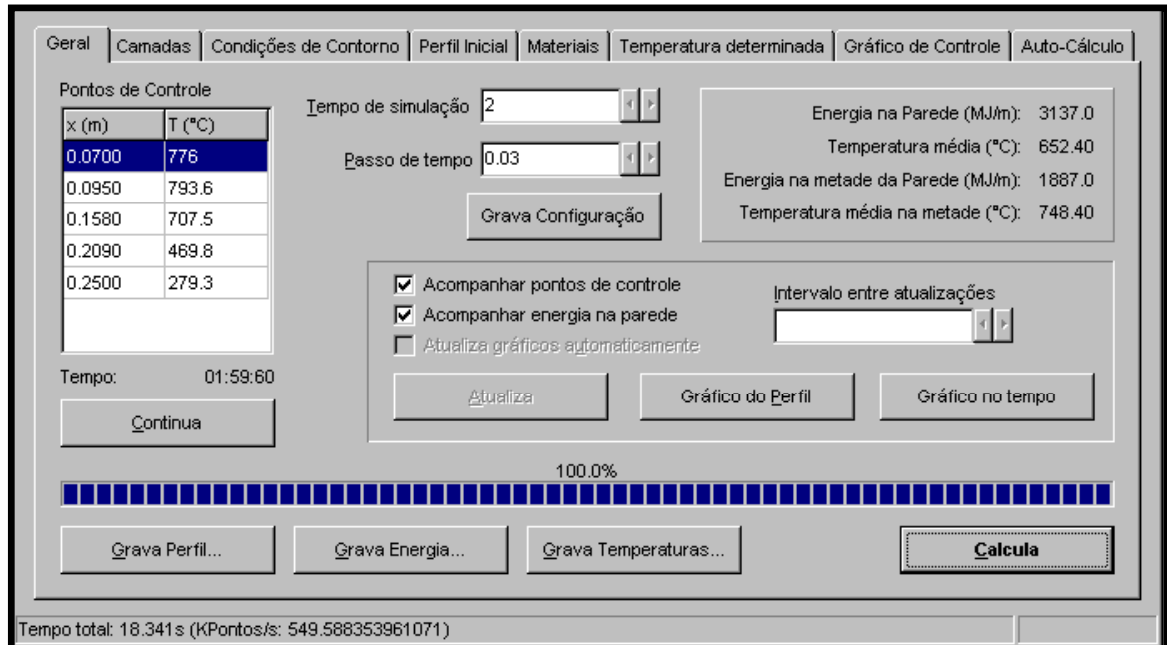 Geral Camadas Condições de Contorno Perfil Inicial Materiais Temperatura determinada Gráfico de Controle Auto-Cálculo
Pontos de Controle
x (m) T (°C)
0.0700 776
0.0950 793.6
0.1580 707.5
0.2090 469.8
0.2500 279.3
Tempo: 01:59:60
Continua
Tempo de simulação 2
Passo de tempo 0.03
Grava Configuração
Energia na Parede (MJ/m): 3137.0
Temperatura média (°C): 652.40
Energia na metade da Parede (MJ/m): 1887.0
Temperatura média na metade (°C): 748.40
Acompanhar pontos de controle
Acompanhar energia na parede
Atualiza gráficos automaticamente
Intervalo entre atualizações
Atualiza Gráfico do Perfil Gráfico no tempo
100.0%
Grava Perfil... Grava Energia... Grava Temperaturas... Calcula
Tempo total: 18.341s (KPontos/s: 549.588353961071)